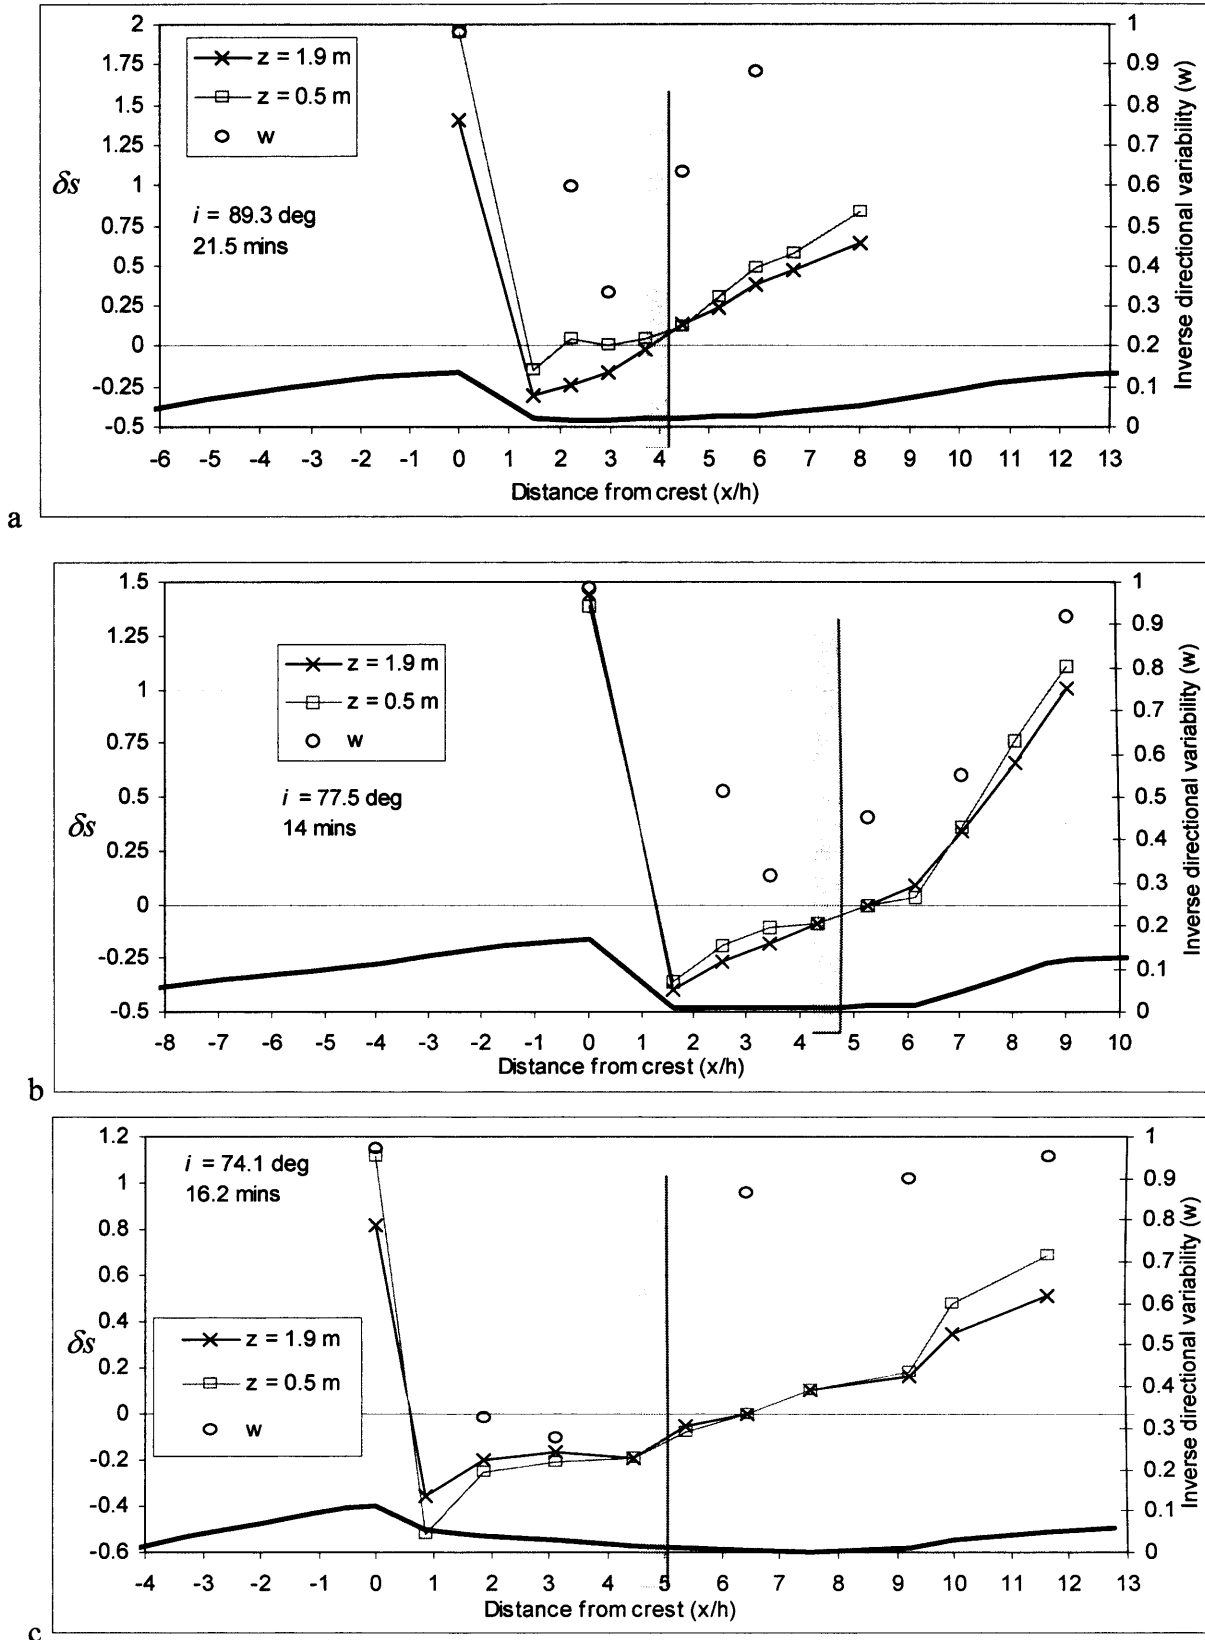 2
1.75
1.5
1.25
1
0.75
0.5
0.25
0
-0.25
-0.5
δs
z = 1.9 m
z = 0.5 m
w
i = 89.3 deg
21.5 mins
1
0.9
0.8
0.7
0.6
0.5
0.4
0.3
0.2
0.1
0
Inverse directional variability (w)
-6 -5 -4 -3 -2 -1 0 1 2 3 4 5 6 7 8 9 10 11 12 13
Distance from crest (x/h)
a
1.5
1.25
1
0.75
0.5
0.25
0
-0.25
-0.5
δs
z = 1.9 m
z = 0.5 m
w
i = 77.5 deg
14 mins
1
0.9
0.8
0.7
0.6
0.5
0.4
0.3
0.2
0.1
0
Inverse directional variability (w)
-8 -7 -6 -5 -4 -3 -2 -1 0 1 2 3 4 5 6 7 8 9 10
Distance from crest (x/h)
b
1.2
1
0.8
0.6
0.4
0.2
0
-0.2
-0.4
-0.6
δs
i = 74.1 deg
16.2 mins
z = 1.9 m
z = 0.5 m
w
1
0.9
0.8
0.7
0.6
0.5
0.4
0.3
0.2
0.1
0
Inverse directional variability (w)
-4 -3 -2 -1 0 1 2 3 4 5 6 7 8 9 10 11 12 13
Distance from crest (x/h)
c